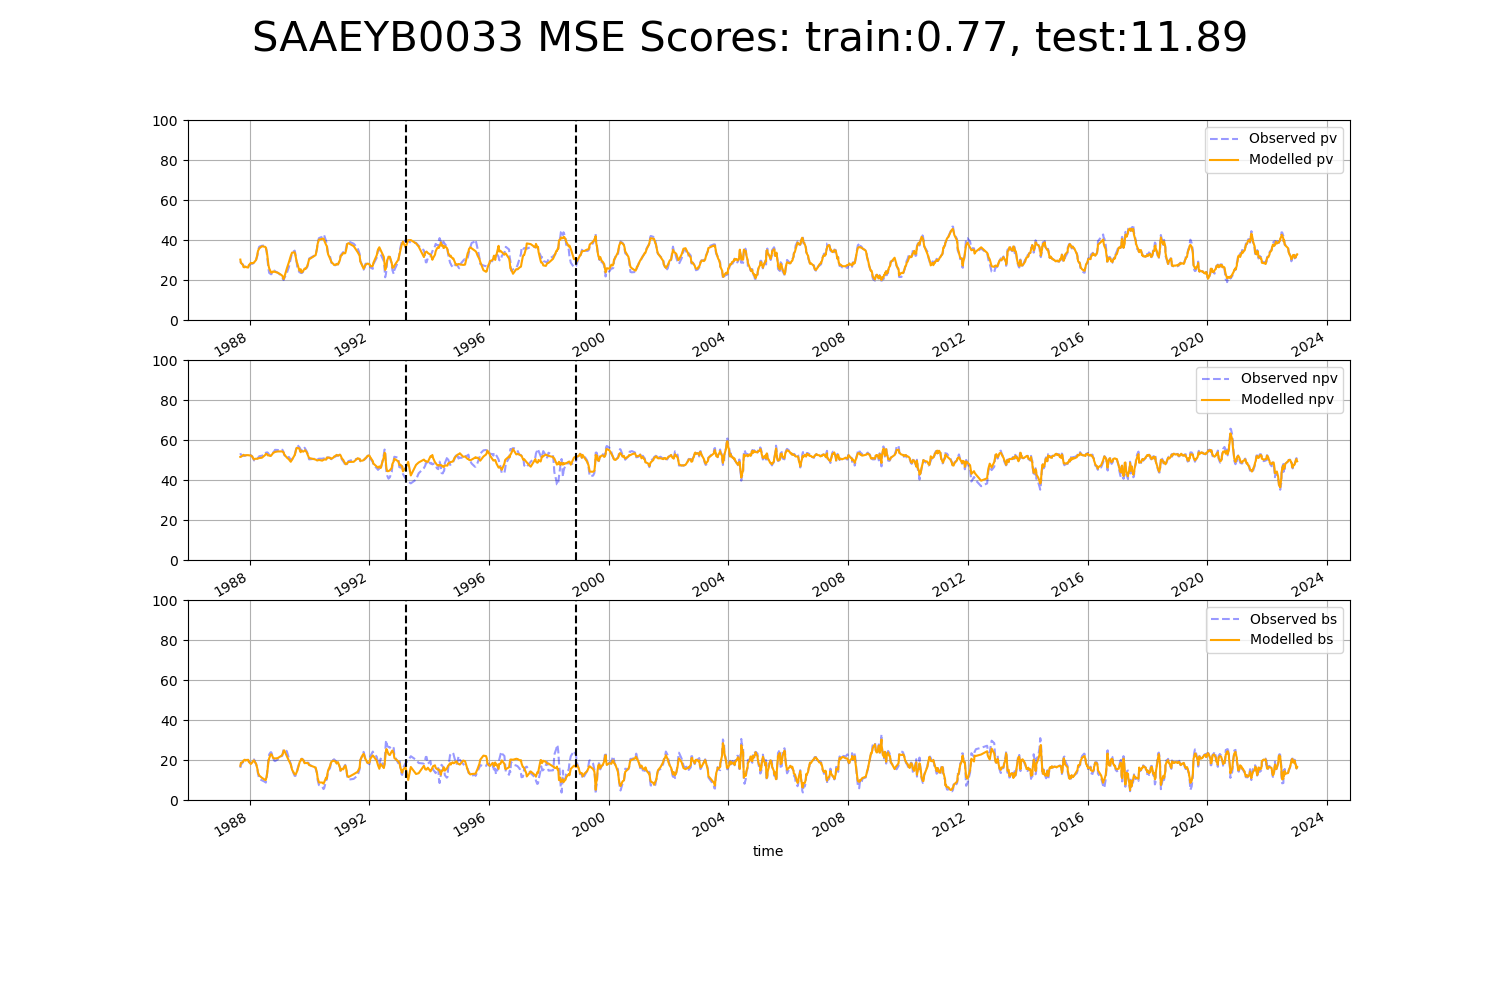 SAAEYB0033 MSE Scores: train:0.77, test:11.89
100
80
60
40
20
0
Observed pv
Modelled pv
1988 1992 1996 2000 2004 2008 2012 2016 2020 2024
100
80
60
40
20
0
Observed npv
Modelled npv
1988 1992 1996 2000 2004 2008 2012 2016 2020 2024
100
80
60
40
20
0
Observed bs
Modelled bs
1988 1992 1996 2000 2004 2008 2012 2016 2020 2024
time